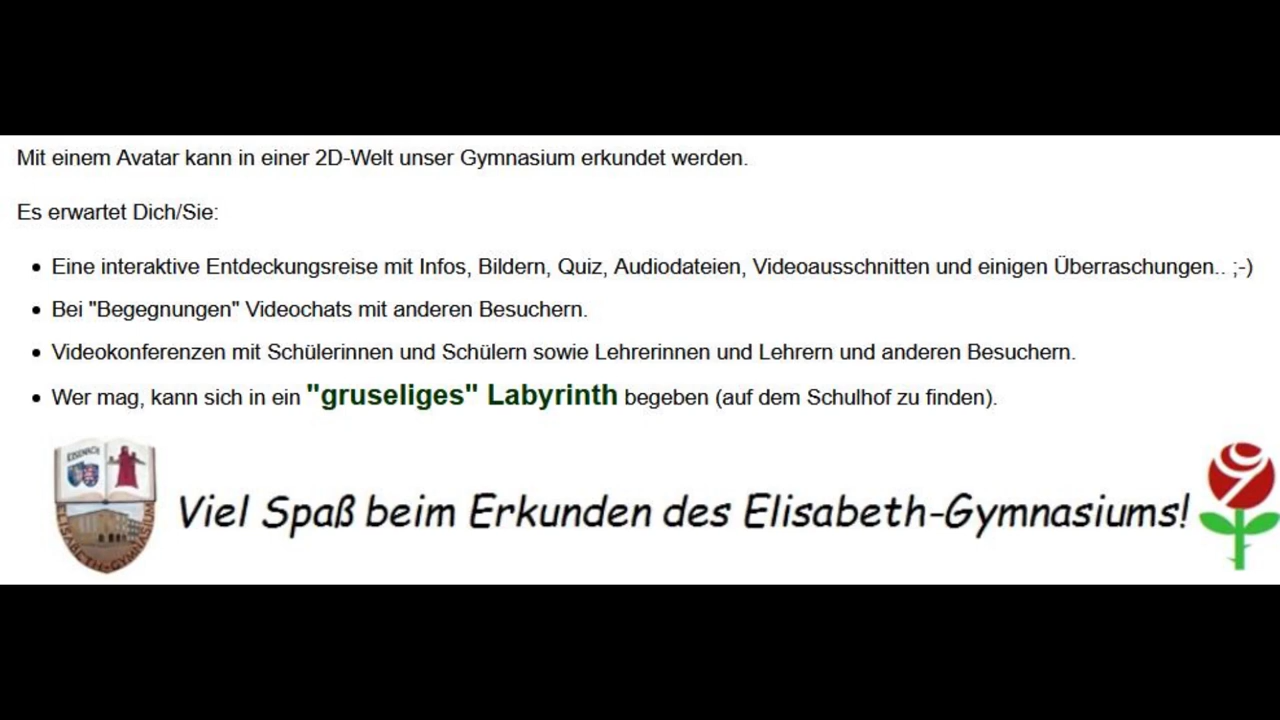 Mit einem Avatar kann in einer 2D-Welt unser Gymnasium erkundet werden.
Es erwartet Dich/Sie:
• Eine interaktive Entdeckungsreise mit Infos, Bildern, Quiz, Audiodateien, Videoausschnitten und einigen Überraschungen.. ;-)
• Bei "Begegnungen" Videochats mit anderen Besuchern.
• Videokonferenzen mit Schülerinnen und Schülern sowie Lehrerinnen und Lehrern und anderen Besuchern.
• Wer mag, kann sich in ein "gruseliges" Labyrinth begeben (auf dem Schulhof zu finden).
EISENACH
ELISABETH-GYMNASIUM
Viel Spaß beim Erkunden des Elisabeth-Gymnasiums!